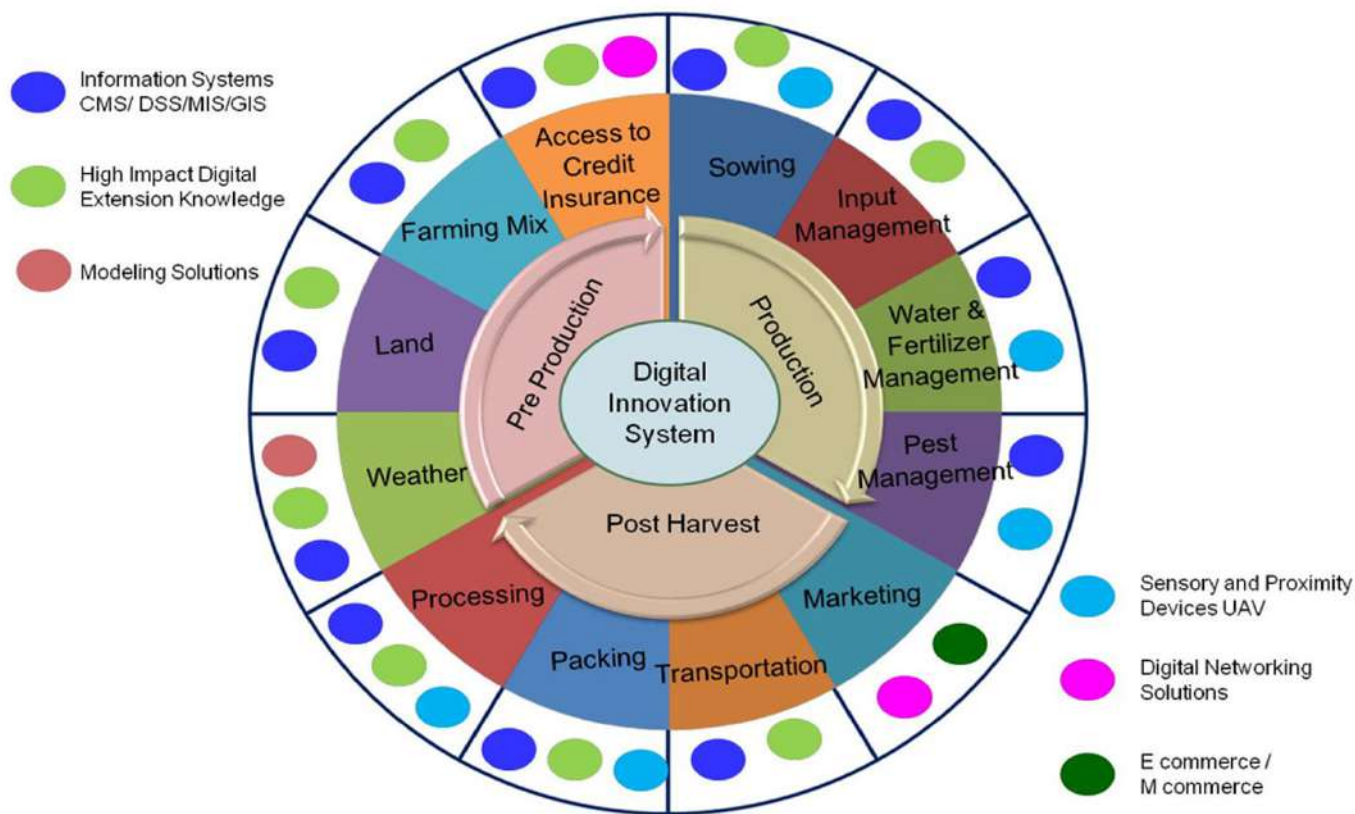 Information Systems
CMS/ DSS/MIS/GIS
High Impact Digital
Extension Knowledge
Modeling Solutions
Access to
Credit
Insurance
Sowing
Input
Management
Farming Mix
Water &
Fertilizer
Management
Land
Pre Production
Production
Digital
Innovation
System
Weather
Pest
Management
Post Harvest
Processing
Marketing
Packing
Transportation
Sensory and Proximity
Devices UAV
Digital Networking
Solutions
E commerce /
M commerce